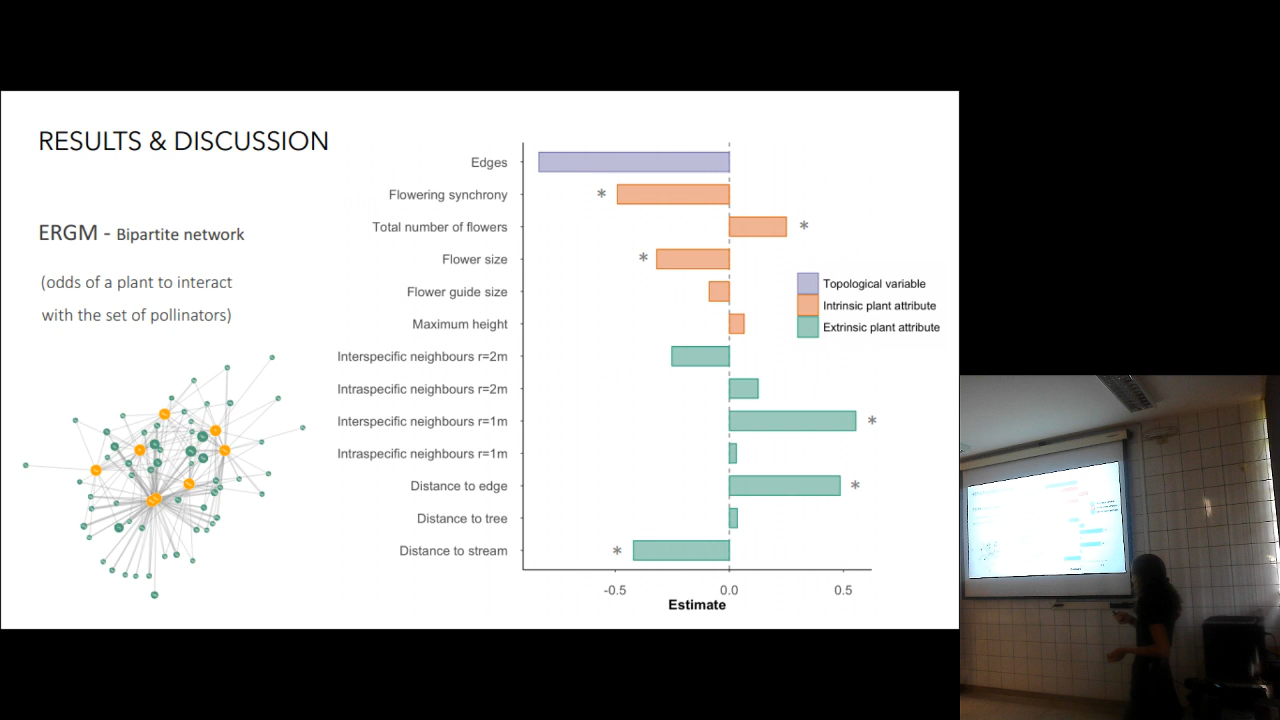 RESULTS & DISCUSSION
ERGM - Bipartite network
(odds of a plant to interact
with the set of pollinators)
Edges
Flowering synchrony
*
Total number of flowers
*
Flower size
*
Flower guide size
Maximum height
Interspecific neighbours r=2m
Intraspecific neighbours r=2m
Interspecific neighbours r=1m
*
Intraspecific neighbours r=1m
Distance to edge
*
Distance to tree
Distance to stream
*
-0.5
0.0
0.5
Estimate
Topological variable
Intrinsic plant attribute
Extrinsic plant attribute